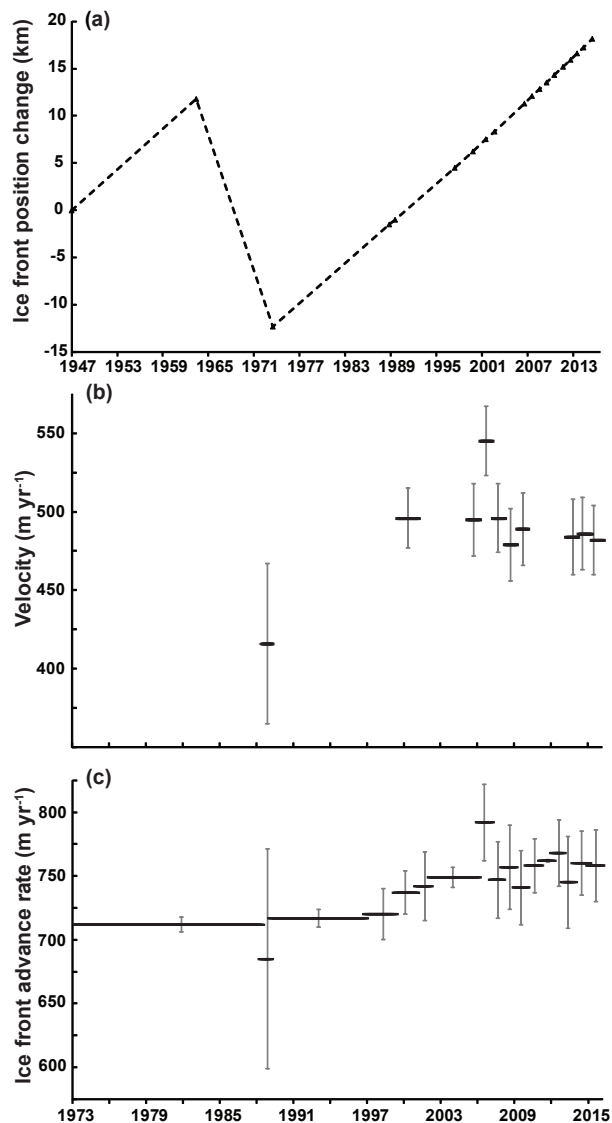 (a)
Ice front position change (km)
20
15
10
5
0
-5
-10
-15
1947 1953 1959 1965 1971 1977 1983 1989 1995 2001 2007 2013
(b)
Velocity (m yr⁻¹)
550
500
450
400
(c)
Ice front advance rate (m yr⁻¹)
800
750
700
650
600
1973 1979 1985 1991 1997 2003 2009 2015